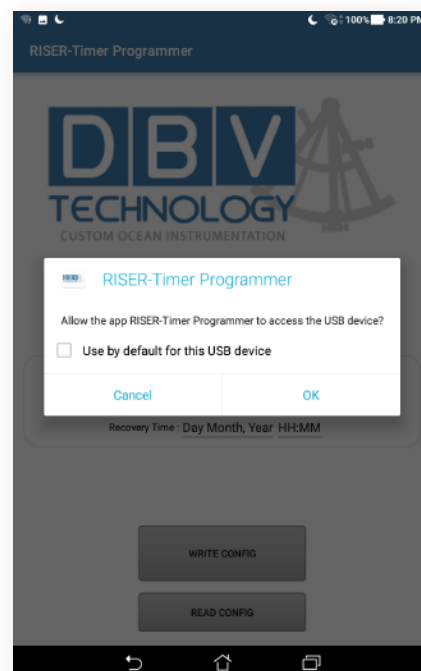 100% 8:20 PM
RISER-Timer Programmer
DBV
TECHNOLOGY
CUSTOM OCEAN INSTRUMENTATION
RISER-Timer Programmer
Allow the app RISER-Timer Programmer to access the USB device?
Use by default for this USB device
Cancel OK
Recovery Time : Day Month, Year HH:MM
WRITE CONFIG
READ CONFIG